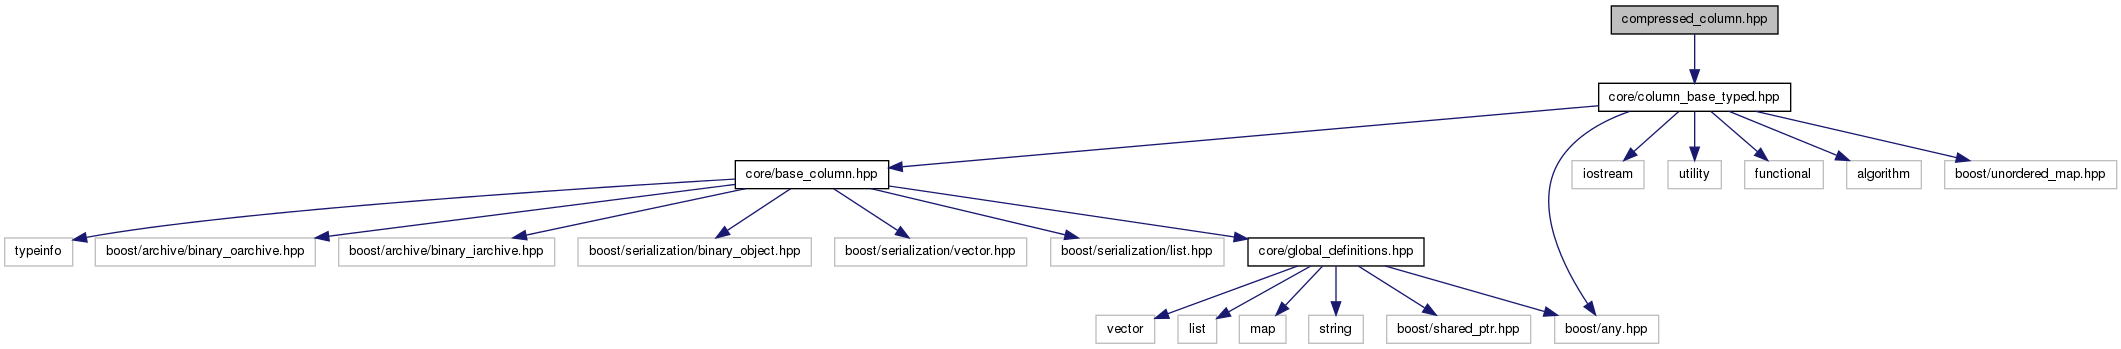 compressed_column.hpp
core/column_base_typed.hpp
core/base_column.hpp
iostream
utility
functional
algorithm
boost/unordered_map.hpp
typeinfo
boost/archive/binary_oarchive.hpp
boost/archive/binary_iarchive.hpp
boost/serialization/binary_object.hpp
boost/serialization/vector.hpp
boost/serialization/list.hpp
core/global_definitions.hpp
vector
list
map
string
boost/shared_ptr.hpp
boost/any.hpp